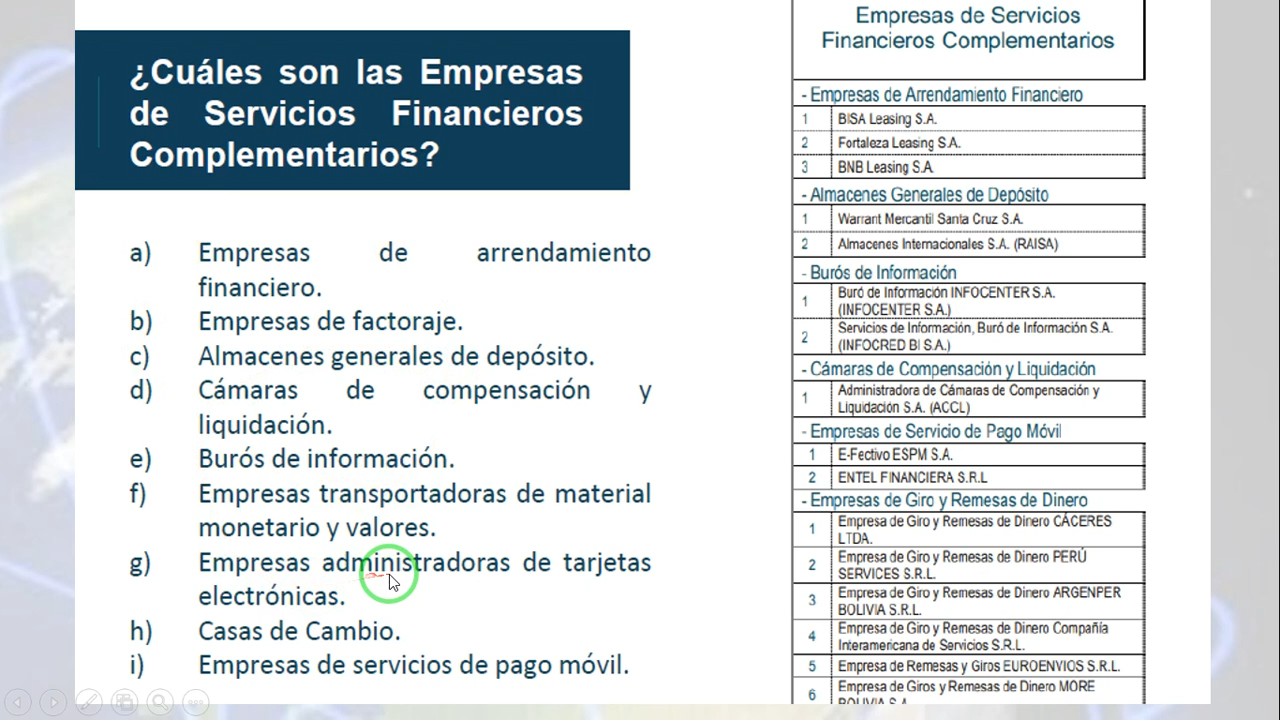 ¿Cuáles son las Empresas
de Servicios Financieros
Complementarios?
a) Empresas de arrendamiento
financiero.
b) Empresas de factoraje.
c) Almacenes generales de depósito.
d) Cámaras de compensación y
liquidación.
e) Burós de información.
f) Empresas transportadoras de material
monetario y valores.
g) Empresas administradoras de tarjetas
electrónicas.
h) Casas de Cambio.
i) Empresas de servicios de pago móvil.
Empresas de Servicios
Financieros Complementarios
- Empresas de Arrendamiento Financiero
1 BISA Leasing S.A.
2 Fortaleza Leasing S.A.
3 BNB Leasing S.A
- Almacenes Generales de Depósito
1 Warrant Mercantil Santa Cruz S.A.
2 Almacenes Internacionales S.A. (RAISA)
- Burós de Información
1 Buró de Información INFOCENTER S.A.
(INFOCENTER S.A.)
2 Servicios de Información, Buró de Información S.A.
(INFOCRED BI S.A.)
- Cámaras de Compensación y Liquidación
1 Administradora de Cámaras de Compensación y
Liquidación S.A. (ACCL)
- Empresas de Servicio de Pago Móvil
1 E-Fectivo ESPM S.A.
2 ENTEL FINANCIERA S.R.L
- Empresas de Giro y Remesas de Dinero
1 Empresa de Giro y Remesas de Dinero CÁCERES
LTDA.
2 Empresa de Giro y Remesas de Dinero PERÚ
SERVICES S.R.L.
3 Empresa de Giro y Remesas de Dinero ARGENPER
BOLIVIA S.R.L.
4 Empresa de Giro y Remesas de Dinero Compañía
Interamericana de Servicios S.R.L.
5 Empresa de Remesas y Giros EUROENVIOS S.R.L.
6 Empresa de Giros y Remesas de Dinero MORE
BOLIVIA S.A.